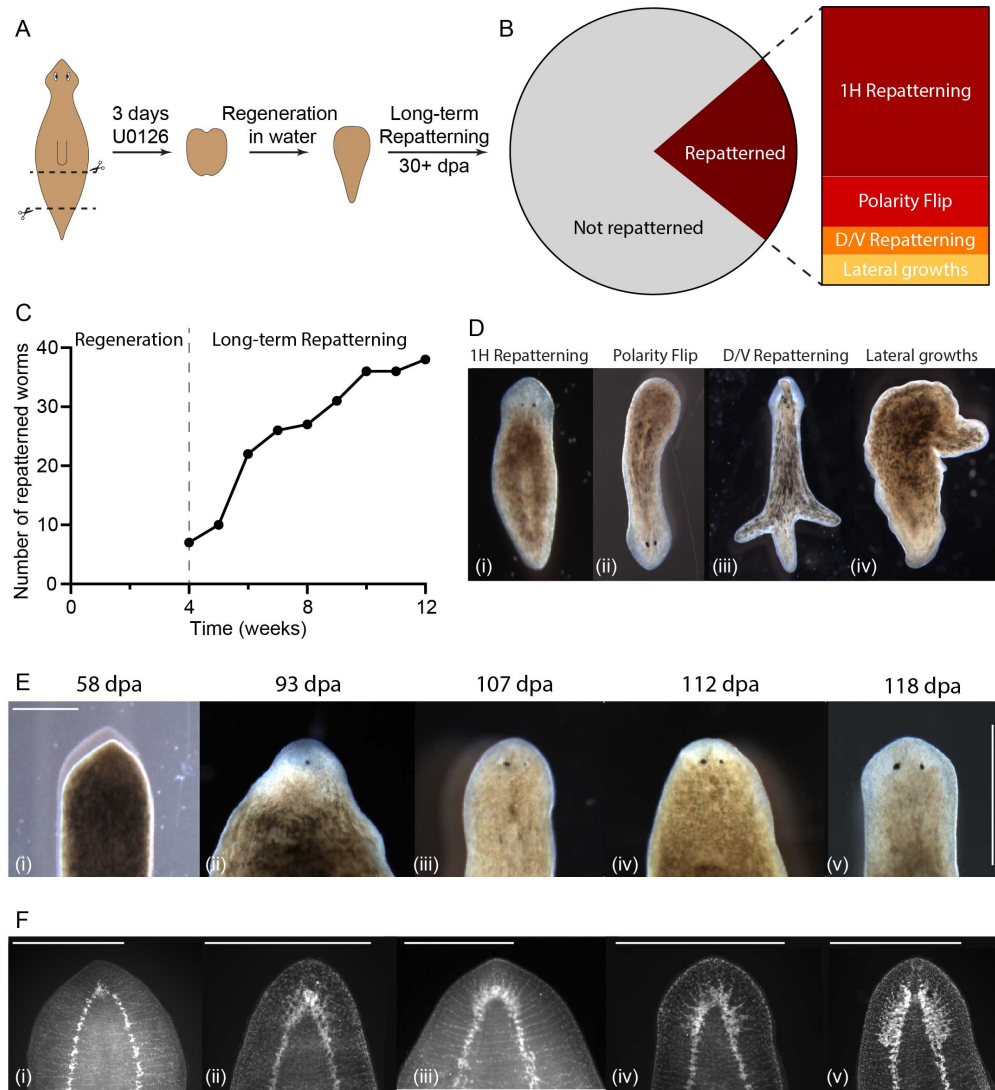 A
3 days
U0126
Regeneration
in water
Long-term
Repatterning
30+ dpa
B
Not repatterned
Repatterned
1H Repatterning
Polarity Flip
D/V Repatterning
Lateral growths
C
Regeneration
Long-term Repatterning
Number of repatterned worms
40
30
20
10
0
0
4
8
12
Time (weeks)
D
1H Repatterning
Polarity Flip
D/V Repatterning
Lateral growths
(i)
(ii)
(iii)
(iv)
E
58 dpa
93 dpa
107 dpa
112 dpa
118 dpa
(i)
(ii)
(iii)
(iv)
(v)
F
(i)
(ii)
(iii)
(iv)
(v)